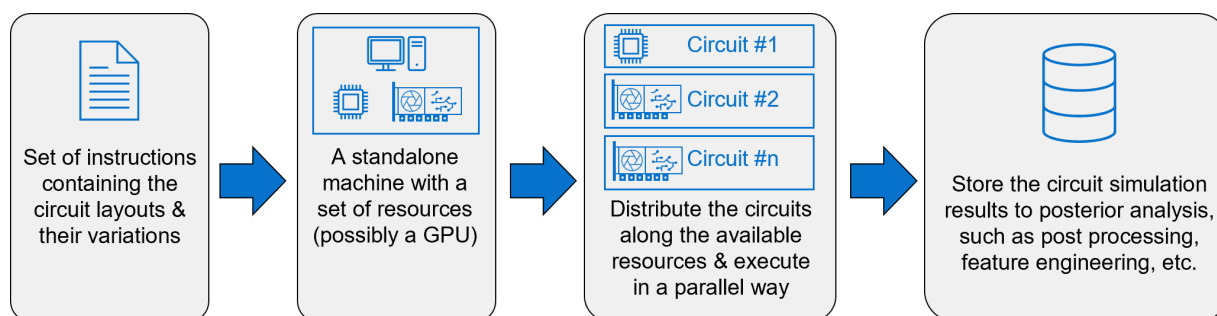 Set of instructions
containing the
circuit layouts &
their variations
A standalone
machine with a
set of resources
(possibly a GPU)
Circuit #1
Circuit #2
Circuit #n
Distribute the circuits
along the available
resources & execute
in a parallel way
Store the circuit simulation
results to posterior analysis,
such as post processing,
feature engineering, etc.